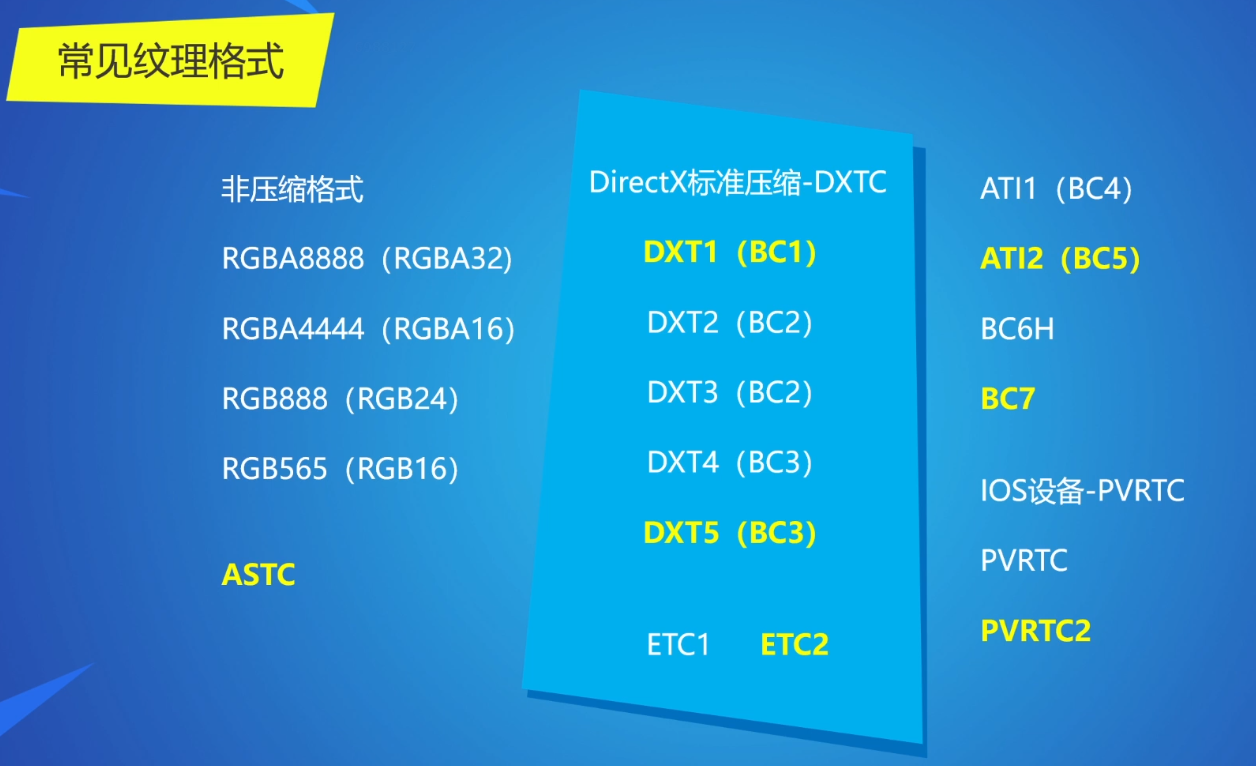 常见纹理格式
非压缩格式
RGBA8888（RGBA32)
RGBA4444（RGBA16）
RGB888（RGB24）
RGB565（RGB16）
ASTC
DirectX标准压缩-DXTC
DXT1（BC1）
DXT2（BC2）
DXT3（BC2）
DXT4（BC3）
DXT5（BC3）
ETC1 ETC2
ATI1（BC4）
ATI2（BC5）
BC6H
BC7
IOS设备-PVRTC
PVRTC
PVRTC2